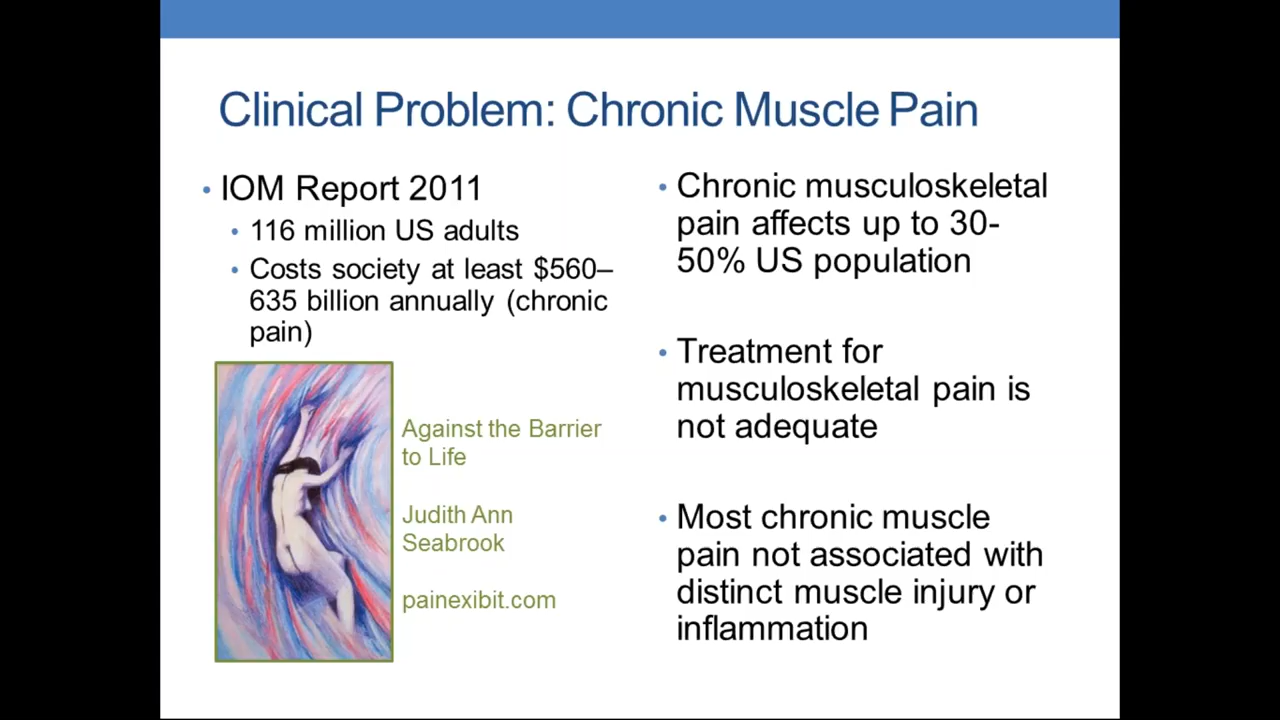 Clinical Problem: Chronic Muscle Pain
• IOM Report 2011
• 116 million US adults
• Costs society at least $560–
635 billion annually (chronic
pain)
Against the Barrier
to Life
Judith Ann
Seabrook
painexibit.com
• Chronic musculoskeletal
pain affects up to 30-
50% US population
• Treatment for
musculoskeletal pain is
not adequate
• Most chronic muscle
pain not associated with
distinct muscle injury or
inflammation